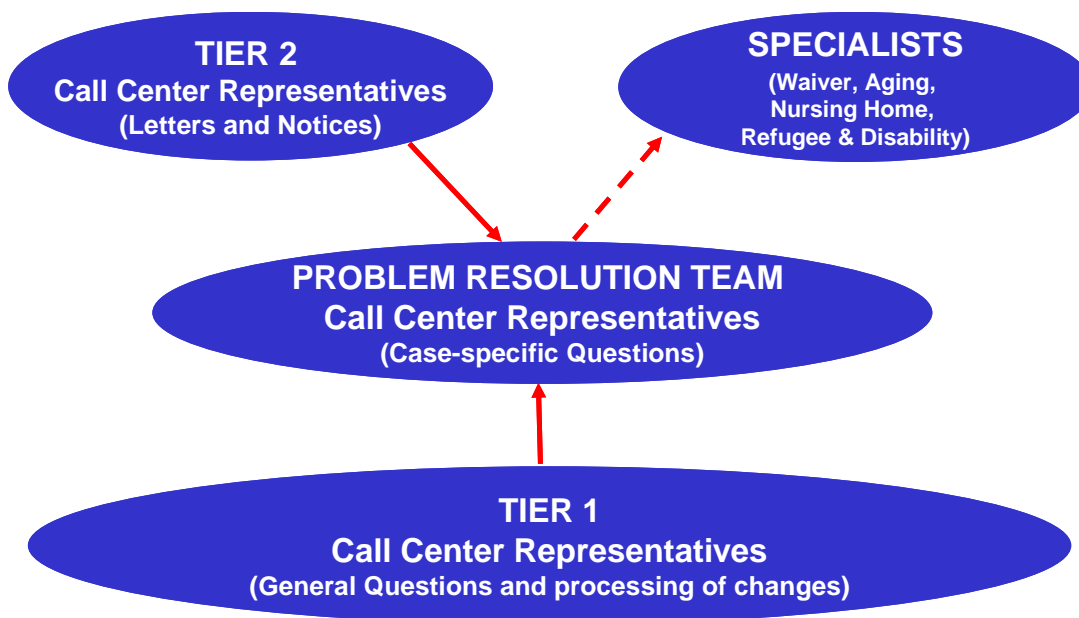 TIER 2
Call Center Representatives
(Letters and Notices)
SPECIALISTS
(Waiver, Aging,
Nursing Home,
Refugee & Disability)
PROBLEM RESOLUTION TEAM
Call Center Representatives
(Case-specific Questions)
TIER 1
Call Center Representatives
(General Questions and processing of changes)